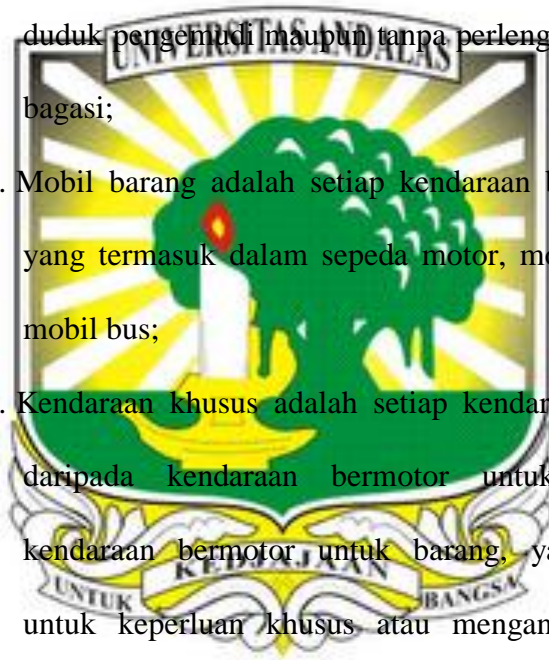 duduk pengemudi maupun tanpa perleng
UNIVERSITAS ANDALAS
bagasi;
. Mobil barang adalah setiap kendaraan b
yang termasuk dalam sepeda motor, mo
mobil bus;
. Kendaraan khusus adalah setiap kendar
daripada kendaraan bermotor untuk
kendaraan bermotor untuk barang, ya
KEDJAJAAN
UNTUK BANGSA
untuk keperluan khusus atau mengan